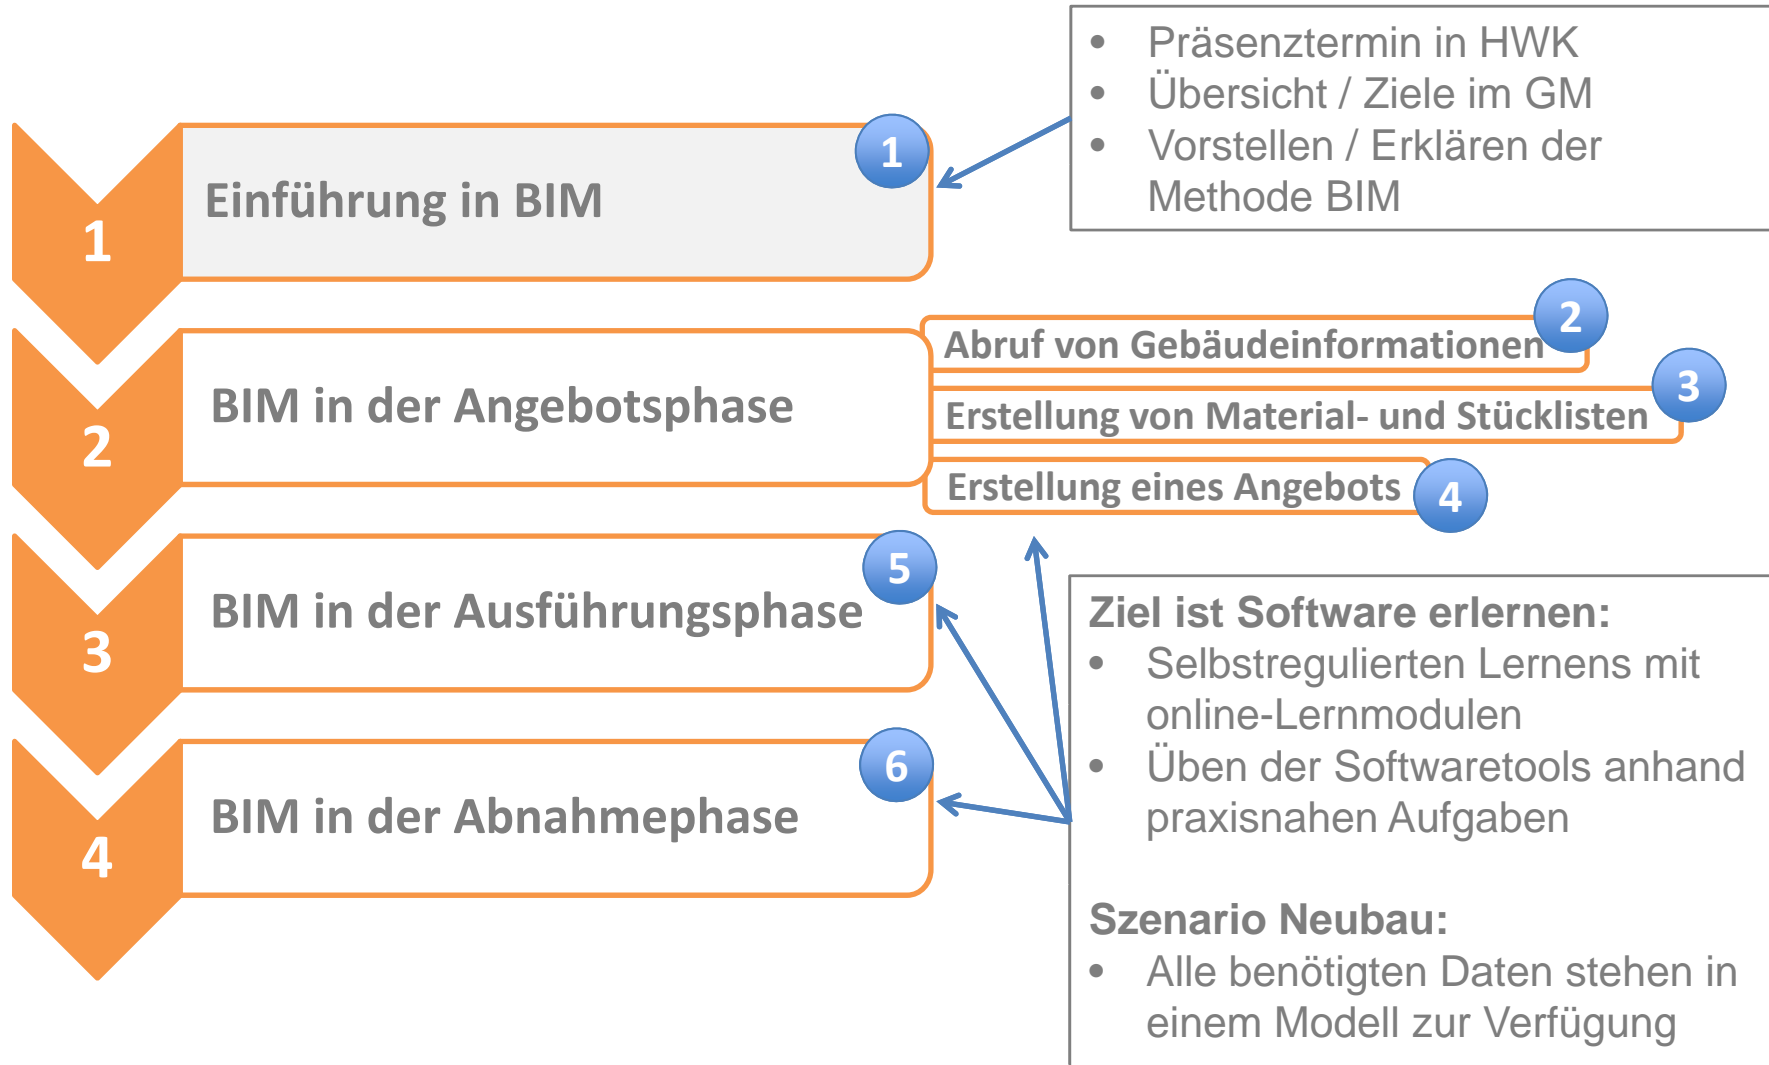 • Präsenztermin in HWK
• Übersicht / Ziele im GM
• Vorstellen / Erklären der
Methode BIM
1
Einführung in BIM
1
2
BIM in der Angebotsphase
Abruf von Gebäudeinformationen
2
Erstellung von Material- und Stücklisten
3
Erstellung eines Angebots
4
3
BIM in der Ausführungsphase
5
4
BIM in der Abnahmephase
6
Ziel ist Software erlernen:
• Selbstregulierten Lernens mit
online-Lernmodulen
• Üben der Softwaretools anhand
praxisnahen Aufgaben
Szenario Neubau:
• Alle benötigten Daten stehen in
einem Modell zur Verfügung